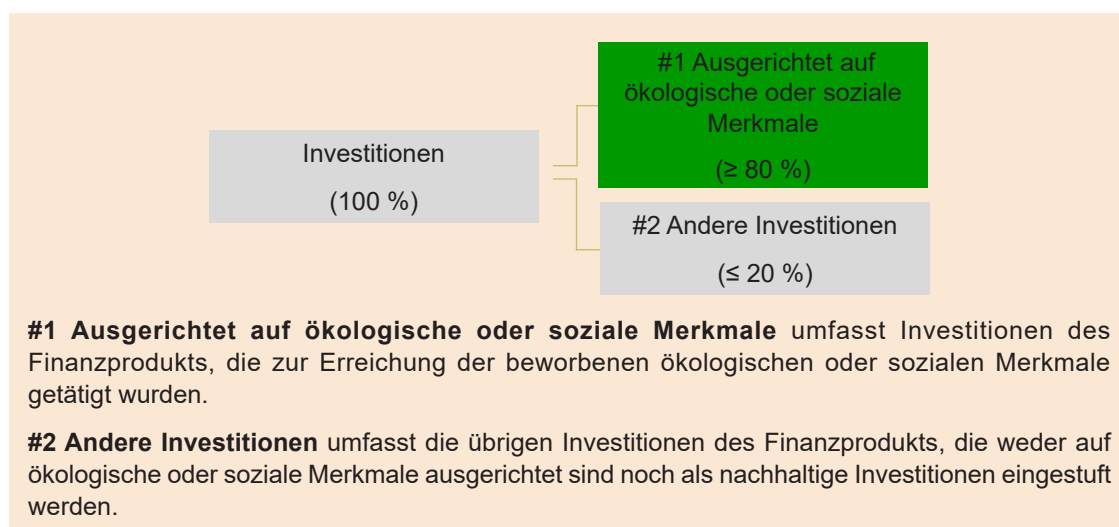 #1 Ausgerichtet auf
ökologische oder soziale
Merkmale
(≥ 80 %)
Investitionen
(100 %)
#2 Andere Investitionen
(≤ 20 %)
#1 Ausgerichtet auf ökologische oder soziale Merkmale umfasst Investitionen des
Finanzprodukts, die zur Erreichung der beworbenen ökologischen oder sozialen Merkmale
getätigt wurden.
#2 Andere Investitionen umfasst die übrigen Investitionen des Finanzprodukts, die weder auf
ökologische oder soziale Merkmale ausgerichtet sind noch als nachhaltige Investitionen eingestuft
werden.